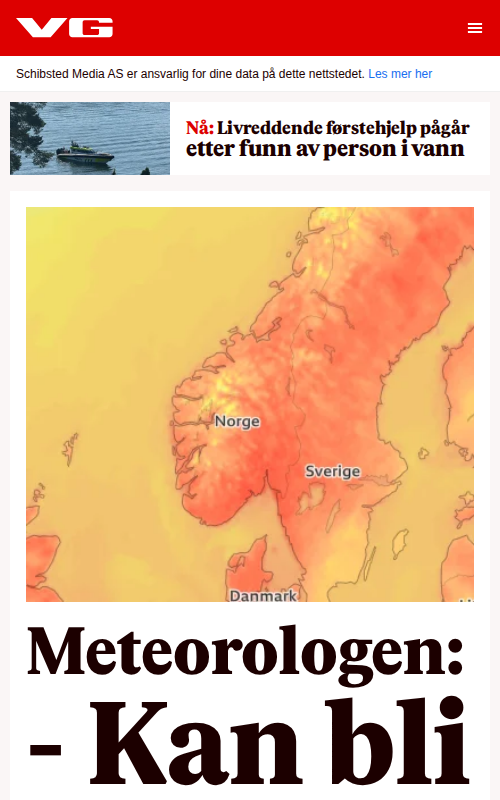 VG
Schibsted Media AS er ansvarlig for dine data på dette nettstedet. Les mer her
Nå: Livreddende førstehjelp pågår
etter funn av person i vann
Norge
Sverige
Danmark
Meteorologen:
- Kan bli